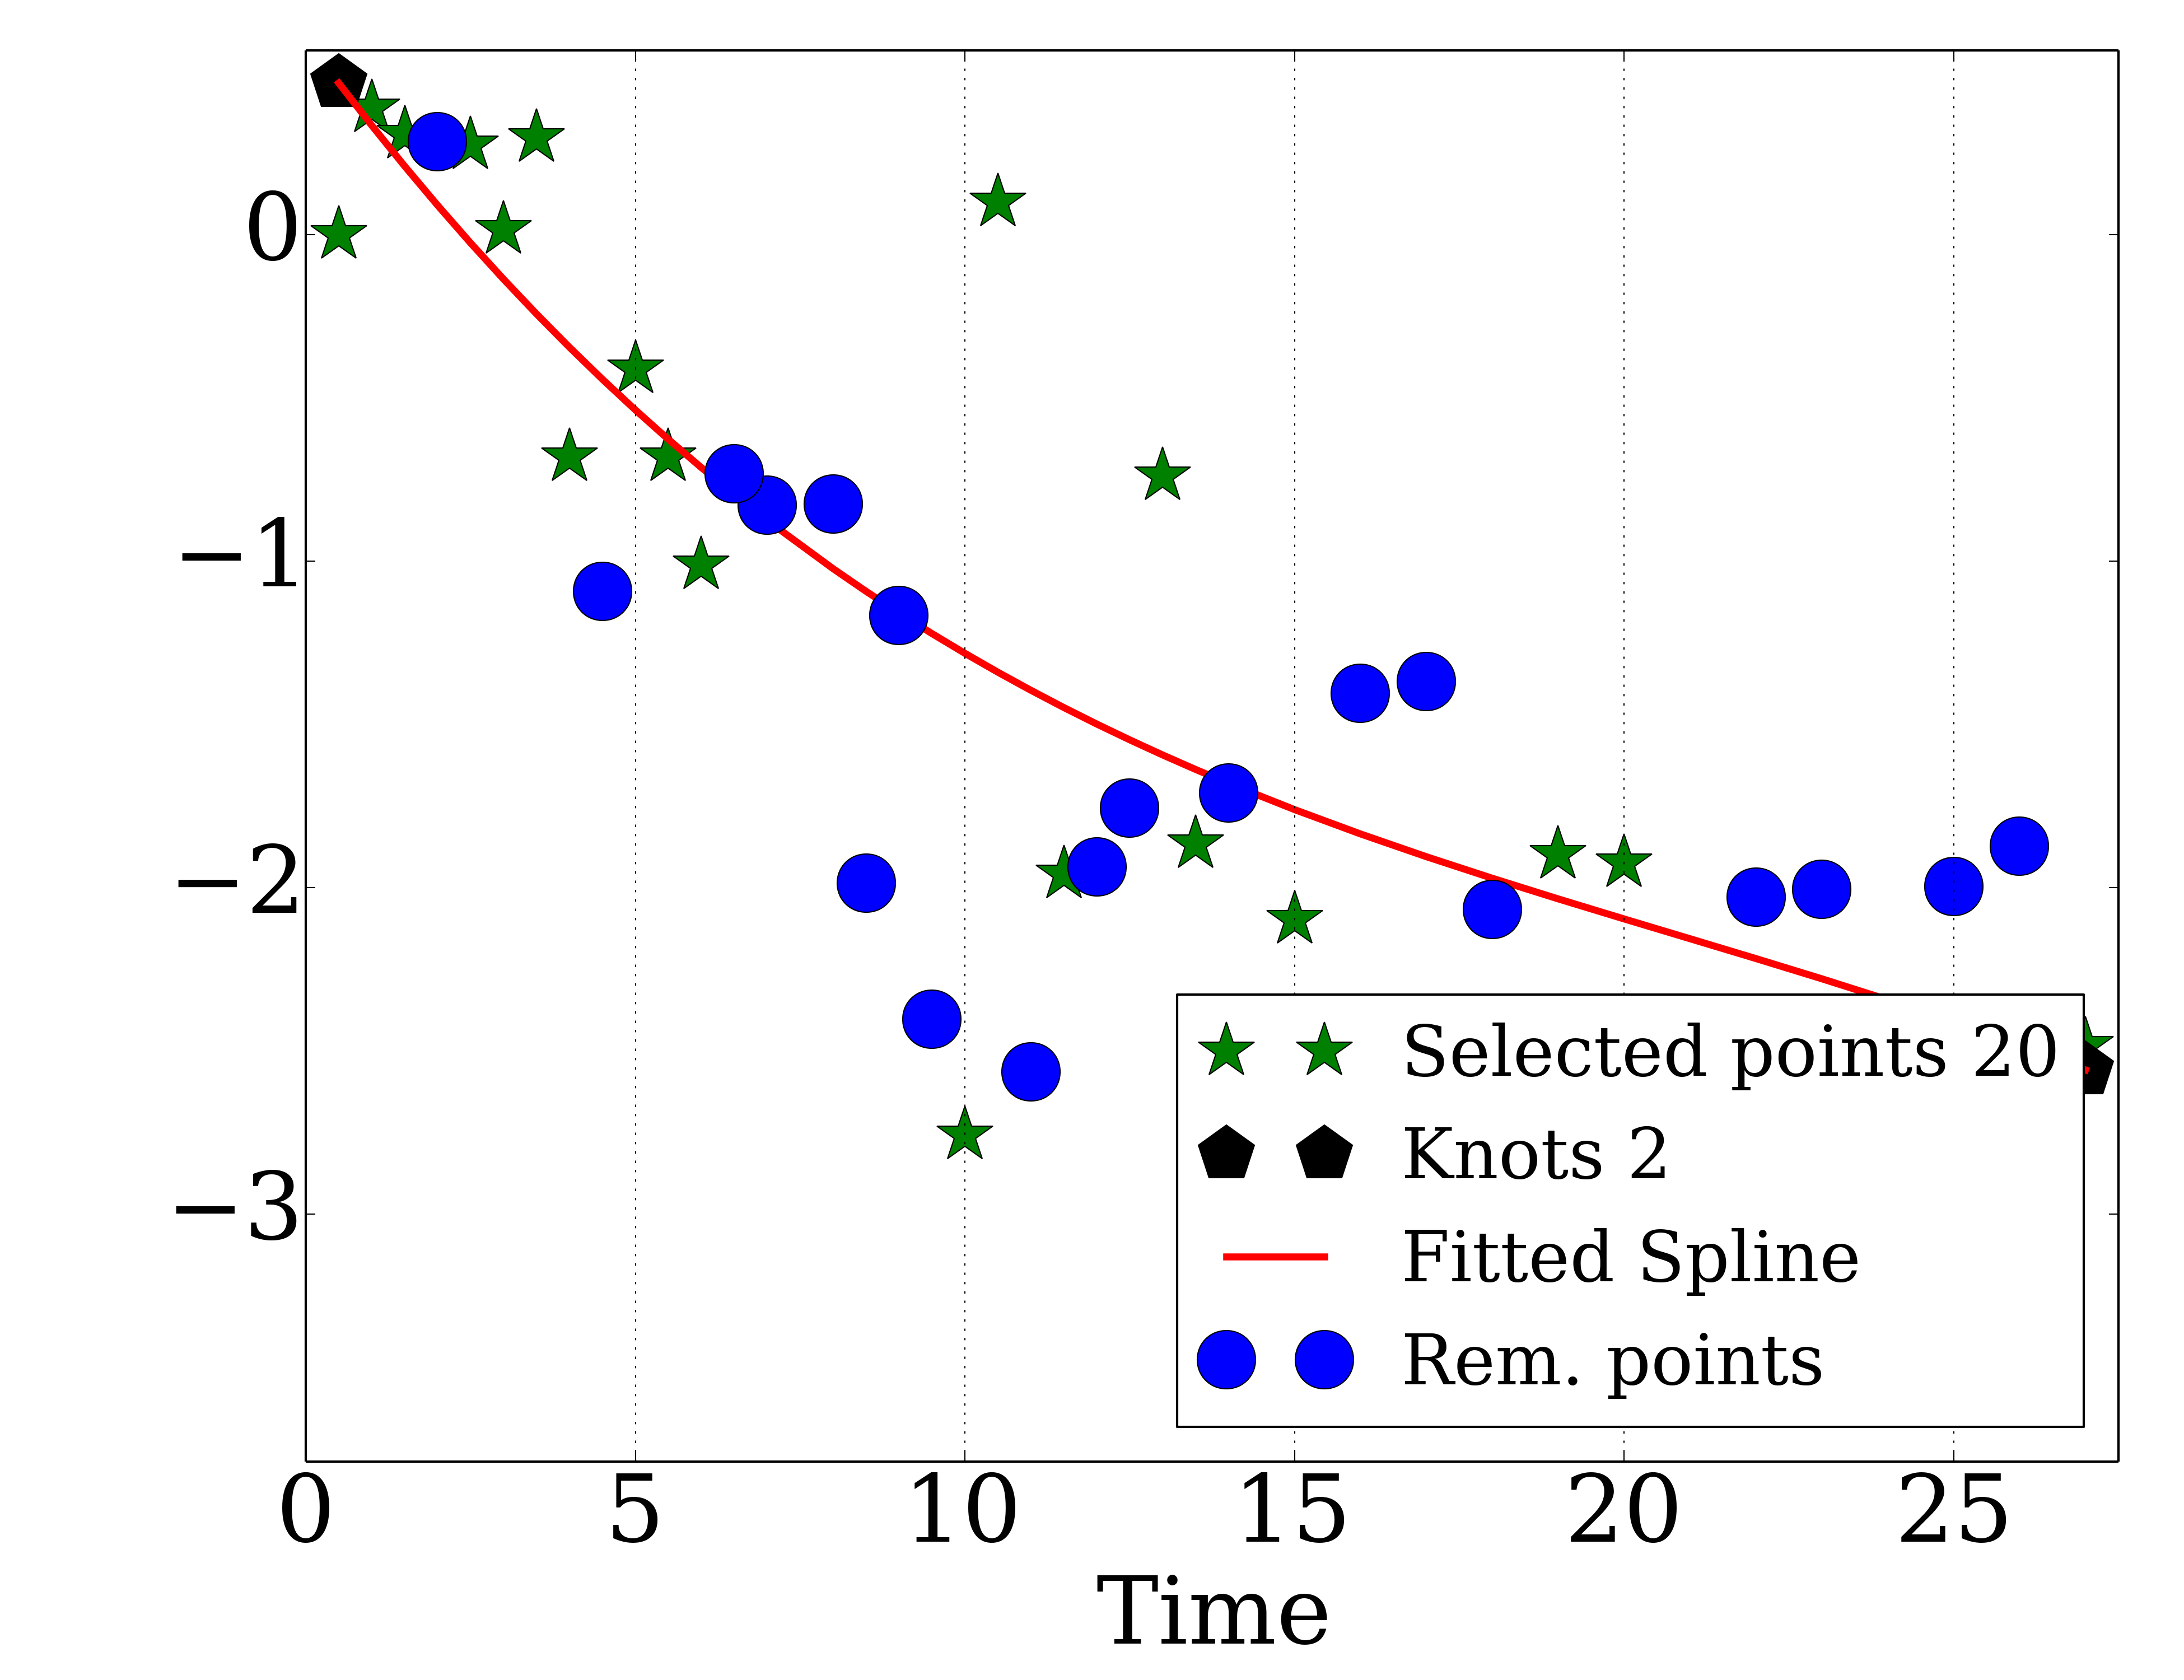 0
−1
−2
−3
Selected points 20
Knots 2
Fitted Spline
Rem. points
0 5 10 15 20 25
Time